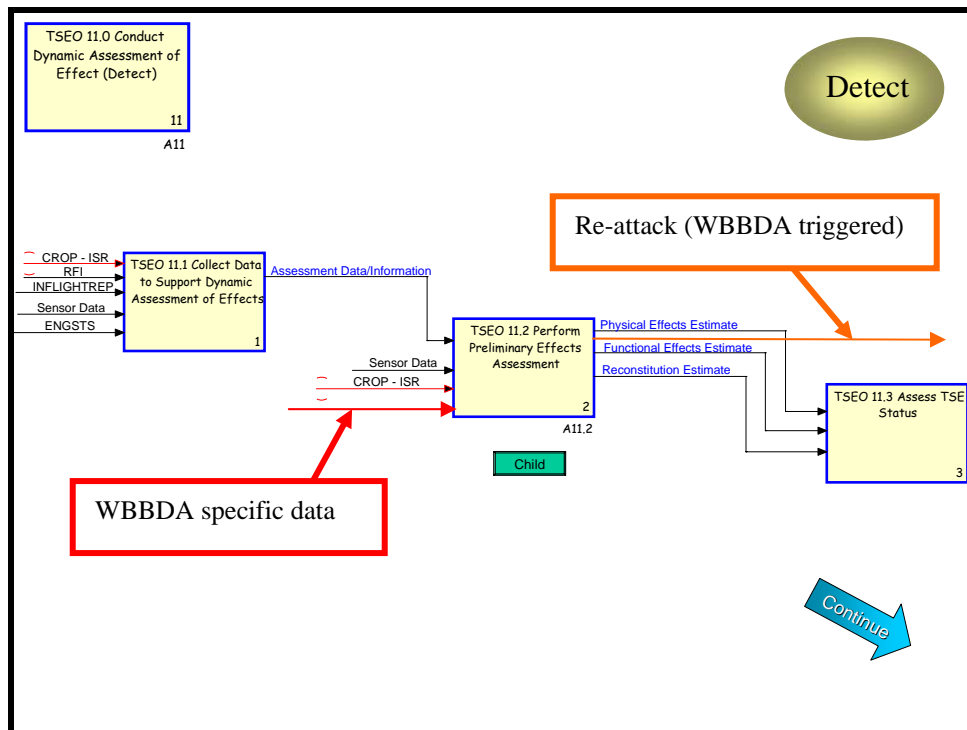 TSEO 11.0 Conduct
Dynamic Assessment of
Effect (Detect)
11
A11
Detect
Re-attack (WBBDA triggered)
CROP - ISR
RFI
INFLIGHTREP
Sensor Data
ENGSTS
TSEO 11.1 Collect Data
to Support Dynamic
Assessment of Effects
1
Assessment Data/Information
Sensor Data
CROP - ISR
TSEO 11.2 Perform
Preliminary Effects
Assessment
2
A11.2
Physical Effects Estimate
Functional Effects Estimate
Reconstitution Estimate
TSEO 11.3 Assess TSE
Status
3
Child
WBBDA specific data
Continue